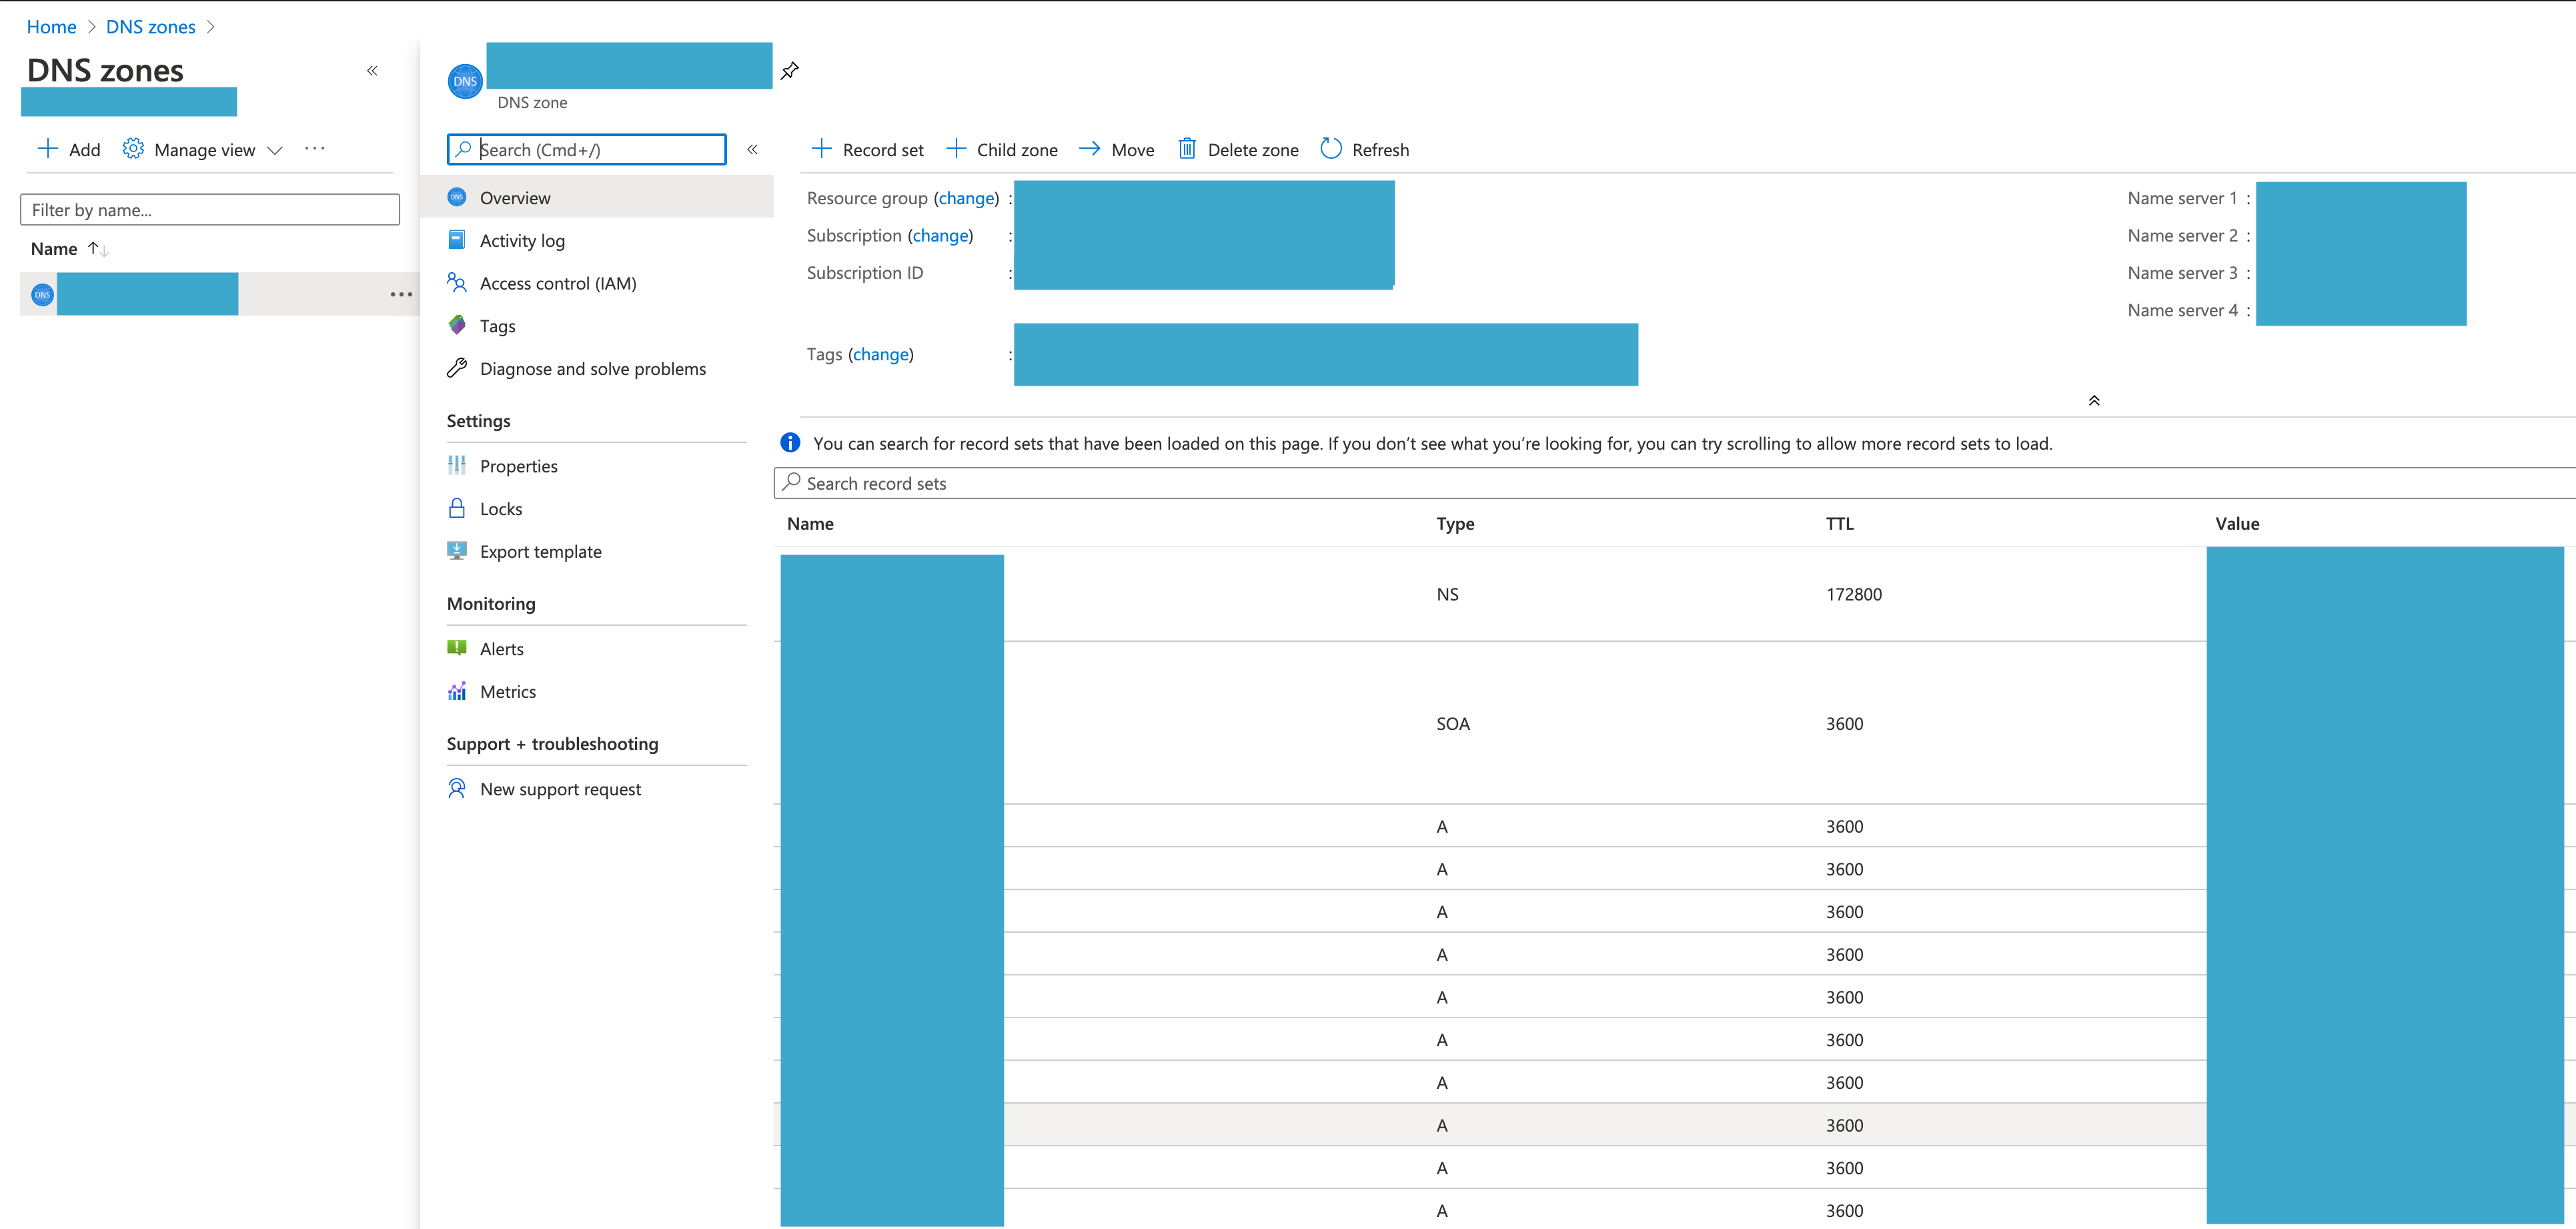 Home > DNS zones >
DNS zones
Add Manage view ...
Filter by name...
Name
DNS
DNS
DNS zone
Search (Cmd+/)
DNS Overview
Activity log
Access control (IAM)
Tags
Diagnose and solve problems
Settings
Properties
Locks
Export template
Monitoring
Alerts
Metrics
Support + troubleshooting
New support request
Record set Child zone Move Delete zone Refresh
Resource group (change) :
Subscription (change) :
Subscription ID :
Tags (change) :
Name server 1 :
Name server 2 :
Name server 3 :
Name server 4 :
You can search for record sets that have been loaded on this page. If you don't see what you're looking for, you can try scrolling to allow more record sets to load.
Search record sets
Name Type TTL Value
NS 172800
SOA 3600
A 3600
A 3600
A 3600
A 3600
A 3600
A 3600
A 3600
A 3600
A 3600
A 3600